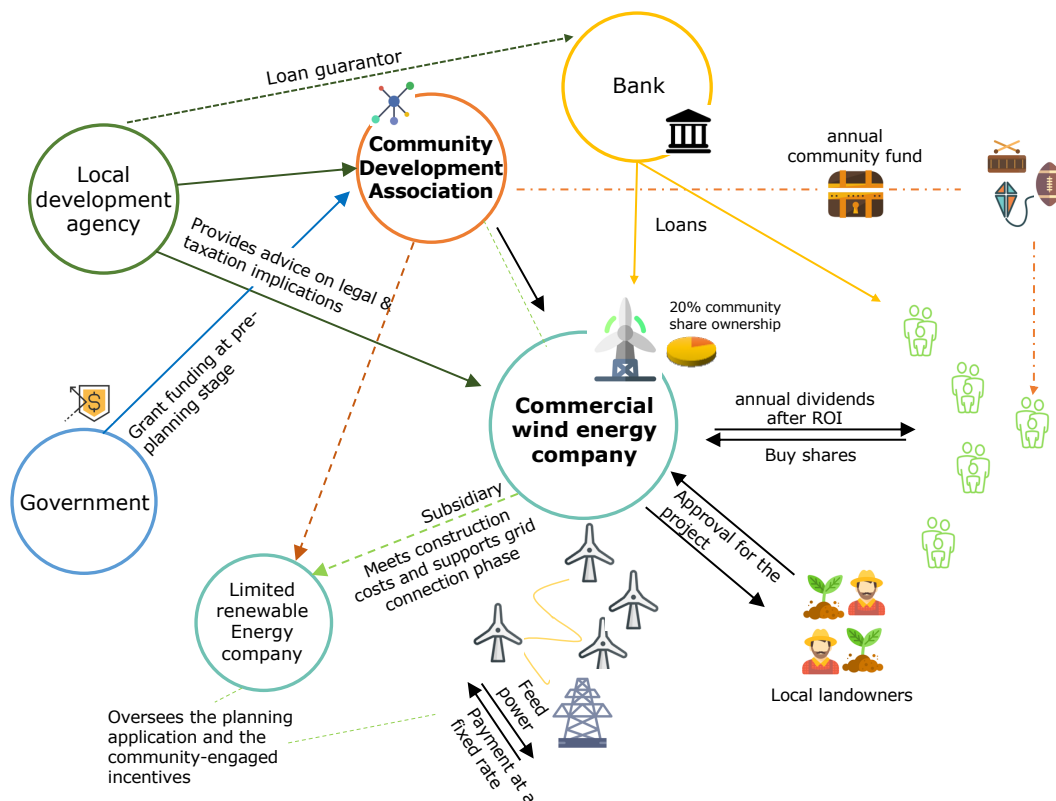 Loan guarantor
Bank
Community
Development
Association
annual
community fund
Local
development
agency
Loans
Provides advice on legal &
taxation implications
20% community
share ownership
Grant funding at pre-
planning stage
Commercial
wind energy
company
annual dividends
after ROI
Buy shares
Government
Subsidiary
Meets construction
costs and supports grid
connection phase
Approval for the
project
Limited
renewable
Energy
company
Local landowners
Feed
power
Payment at a
fixed rate
Oversees the planning
application and the
community-engaged
incentives